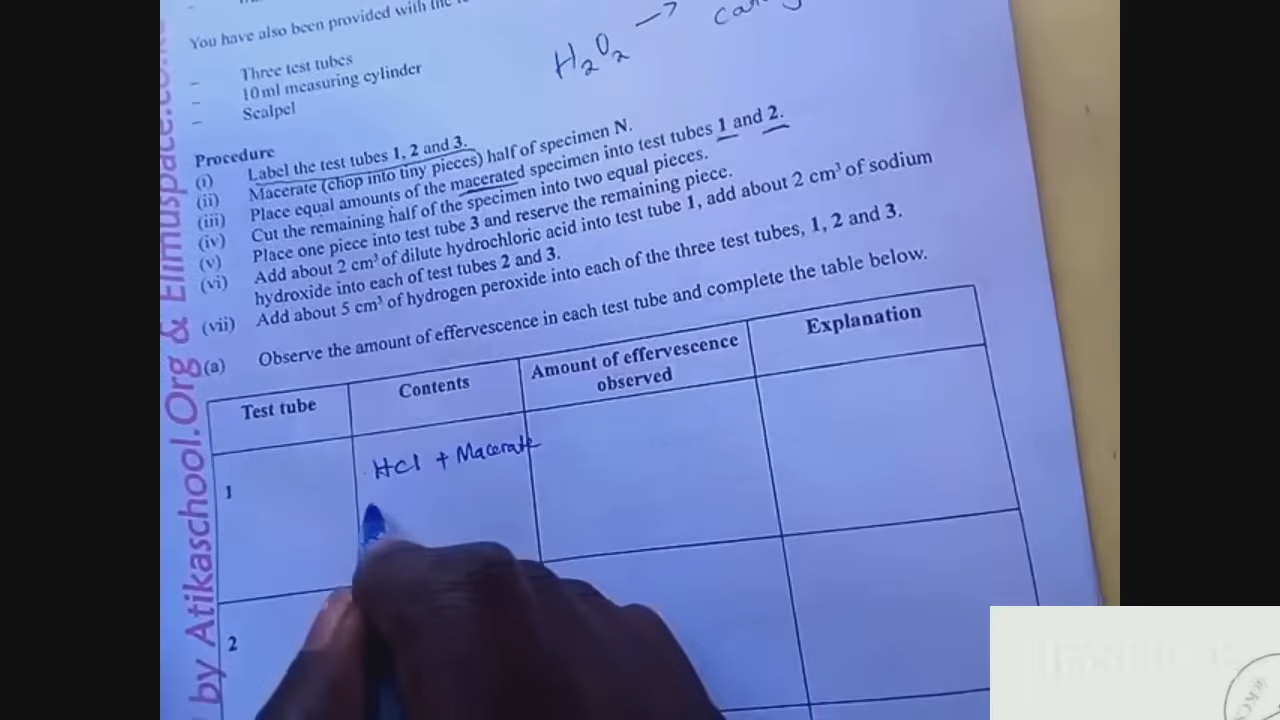 You have also been provided with the
H₂O₂ →
– Three test tubes
– 10ml measuring cylinder
– Scalpel
Procedure
(i) Label the test tubes 1, 2 and 3.
(ii) Macerate (chop into tiny pieces) half of specimen N.
(iii) Place equal amounts of the macerated specimen into test tubes 1 and 2.
(iv) Cut the remaining half of the specimen into two equal pieces.
(v) Place one piece into test tube 3 and reserve the remaining piece.
(vi) Add about 2 cm³ of dilute hydrochloric acid into test tube 1, add about 2 cm³ of sodium
hydroxide into each of test tubes 2 and 3.
(vii) Add about 5 cm³ of hydrogen peroxide into each of the three test tubes, 1, 2 and 3.
(a) Observe the amount of effervescence in each test tube and complete the table below.
Test tube Contents Amount of effervescence Explanation
observed
1 HCl + Macerate
2
by Atikaschool.Org & Elimuspace.co.